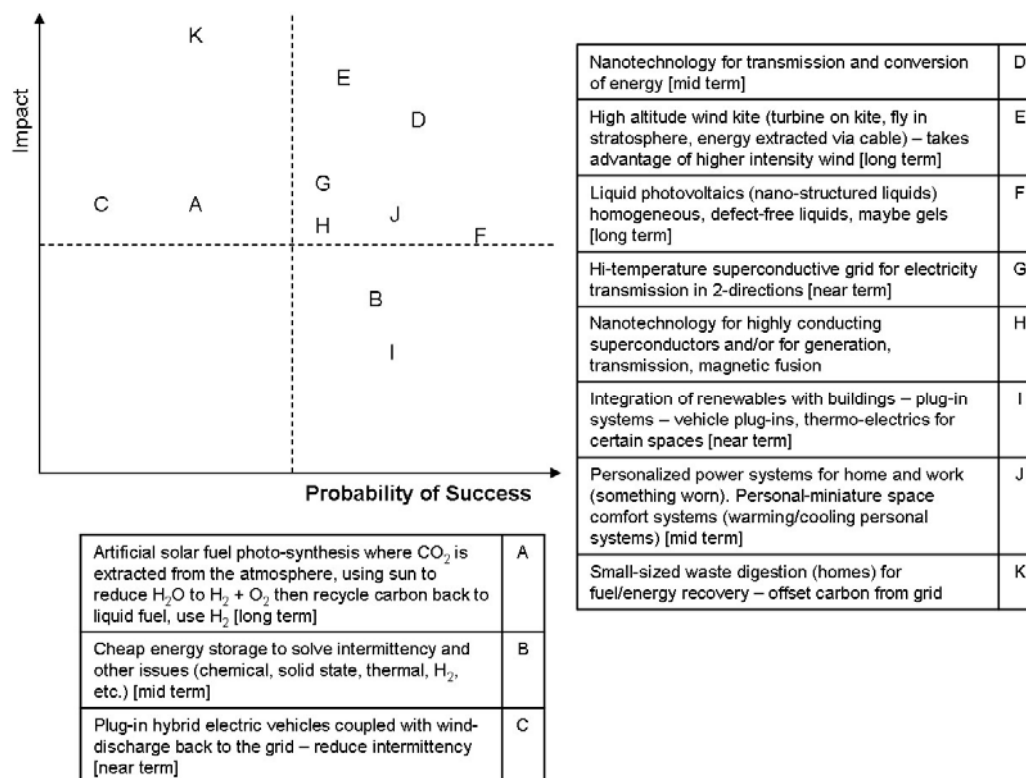 K
E
D
G
C
A
J
H
F
B
I
Impact
Probability of Success
Nanotechnology for transmission and conversion
of energy [mid term]
D
High altitude wind kite (turbine on kite, fly in
stratosphere, energy extracted via cable) – takes
advantage of higher intensity wind [long term]
E
Liquid photovoltaics (nano-structured liquids)
homogeneous, defect-free liquids, maybe gels
[long term]
F
Hi-temperature superconductive grid for electricity
transmission in 2-directions [near term]
G
Nanotechnology for highly conducting
superconductors and/or for generation,
transmission, magnetic fusion
H
Integration of renewables with buildings – plug-in
systems – vehicle plug-ins, thermo-electrics for
certain spaces [near term]
I
Personalized power systems for home and work
(something worn). Personal-miniature space
comfort systems (warming/cooling personal
systems) [mid term]
J
Small-sized waste digestion (homes) for
fuel/energy recovery – offset carbon from grid
K
Artificial solar fuel photo-synthesis where CO₂ is
extracted from the atmosphere, using sun to
reduce H₂O to H₂ + O₂ then recycle carbon back to
liquid fuel, use H₂ [long term]
A
Cheap energy storage to solve intermittency and
other issues (chemical, solid state, thermal, H₂,
etc.) [mid term]
B
Plug-in hybrid electric vehicles coupled with wind-
discharge back to the grid – reduce intermittency
[near term]
C